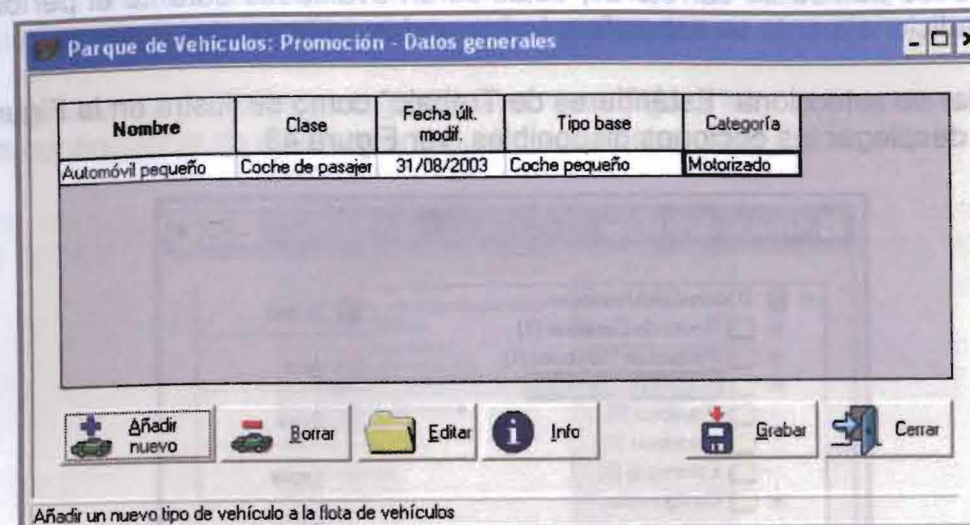 Parque de Vehículos: Promoción - Datos generales
Nombre Clase Fecha últ. modif. Tipo base Categoría
Automóvil pequeño Coche de pasajer 31/08/2003 Coche pequeño Motorizado
Añadir nuevo Borrar Editar Info Grabar Cerrar
Añadir un nuevo tipo de vehículo a la flota de vehículos